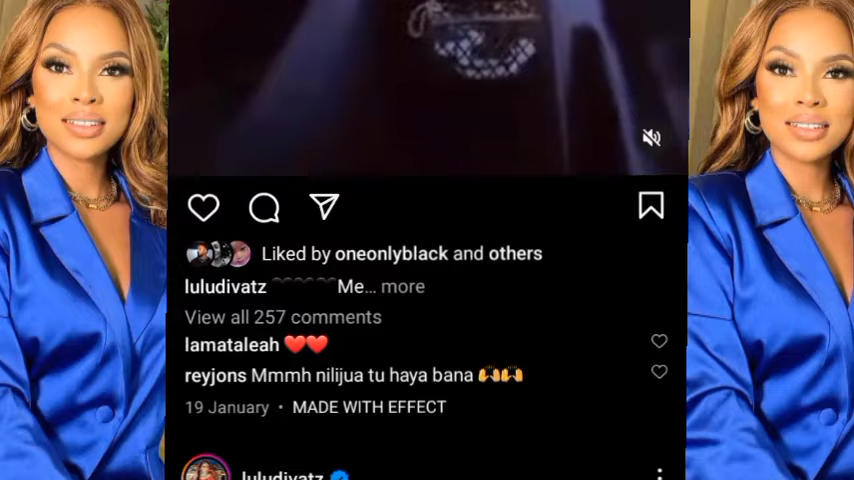 Liked by oneonlyblack and others
luludivatz Me... more
View all 257 comments
lamataleah ❤️❤️
reyjons Mmmh nilijua tu haya bana 🙌🙌
19 January • MADE WITH EFFECT
luludivatz